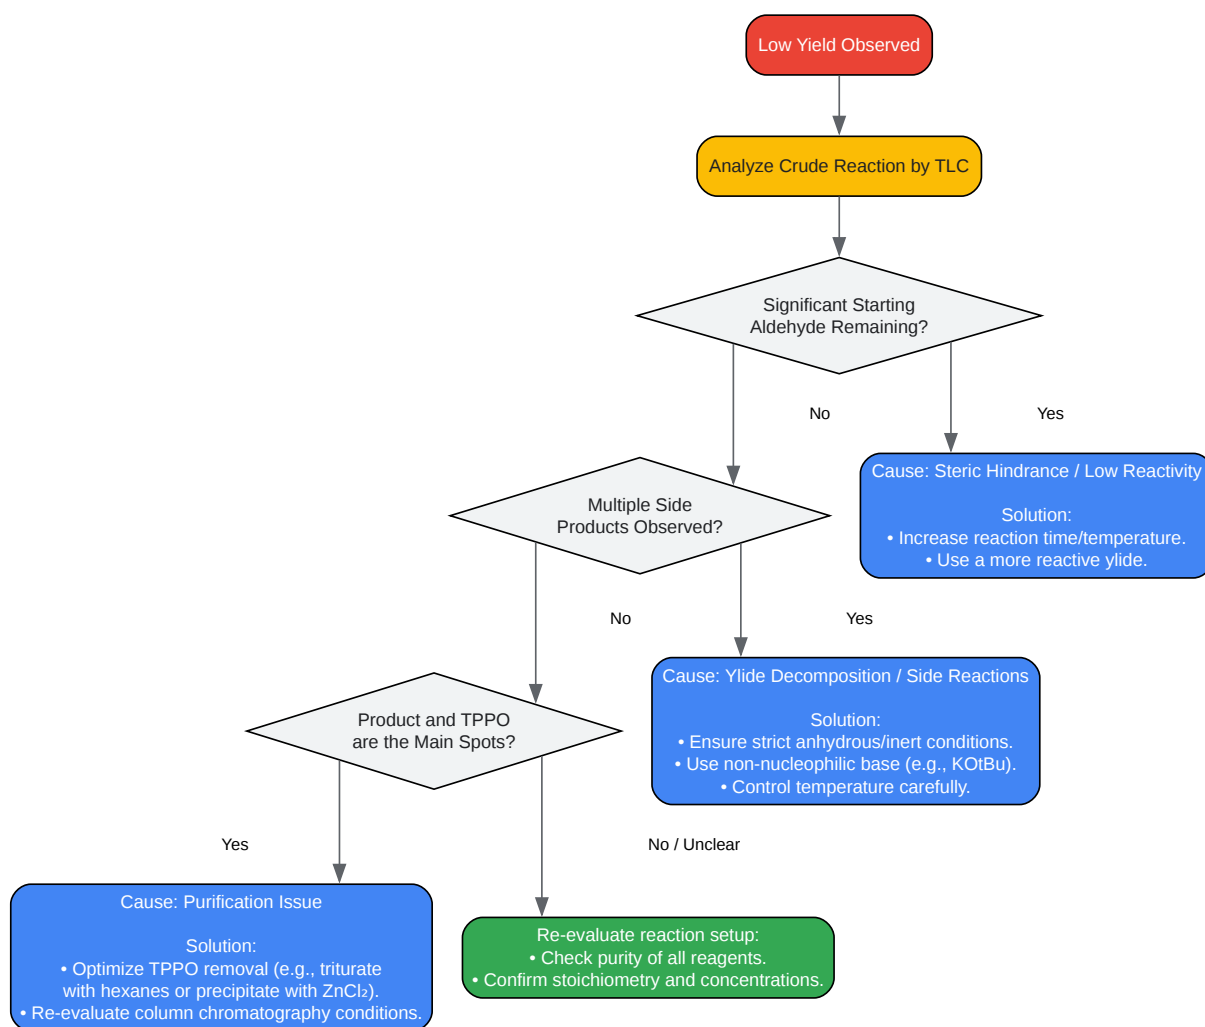 Low Yield Observed
Analyze Crude Reaction by TLC
Significant Starting
Aldehyde Remaining?
No
Yes
Cause: Steric Hindrance / Low Reactivity
Solution:
• Increase reaction time/temperature.
• Use a more reactive ylide.
Multiple Side
Products Observed?
No
Yes
Cause: Ylide Decomposition / Side Reactions
Solution:
• Ensure strict anhydrous/inert conditions.
• Use non-nucleophilic base (e.g., KOtBu).
• Control temperature carefully.
Product and TPPO
are the Main Spots?
Yes
No / Unclear
Cause: Purification Issue
Solution:
• Optimize TPPO removal (e.g., triturate
with hexanes or precipitate with ZnCl₂).
• Re-evaluate column chromatography conditions.
Re-evaluate reaction setup:
• Check purity of all reagents.
• Confirm stoichiometry and concentrations.